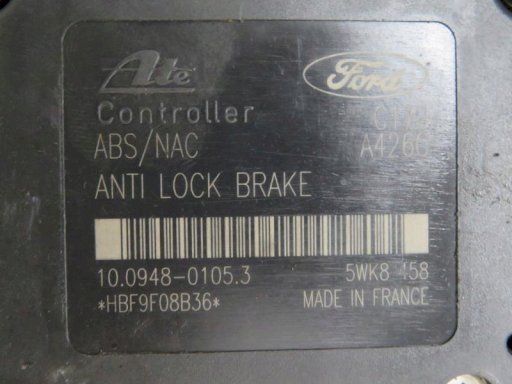 Ate Ford
Controller
ABS/NAC
ANTI LOCK BRAKE
10.0948-0105.3 5WK8 458
*HBF9F08B36* MADE IN FRANCE